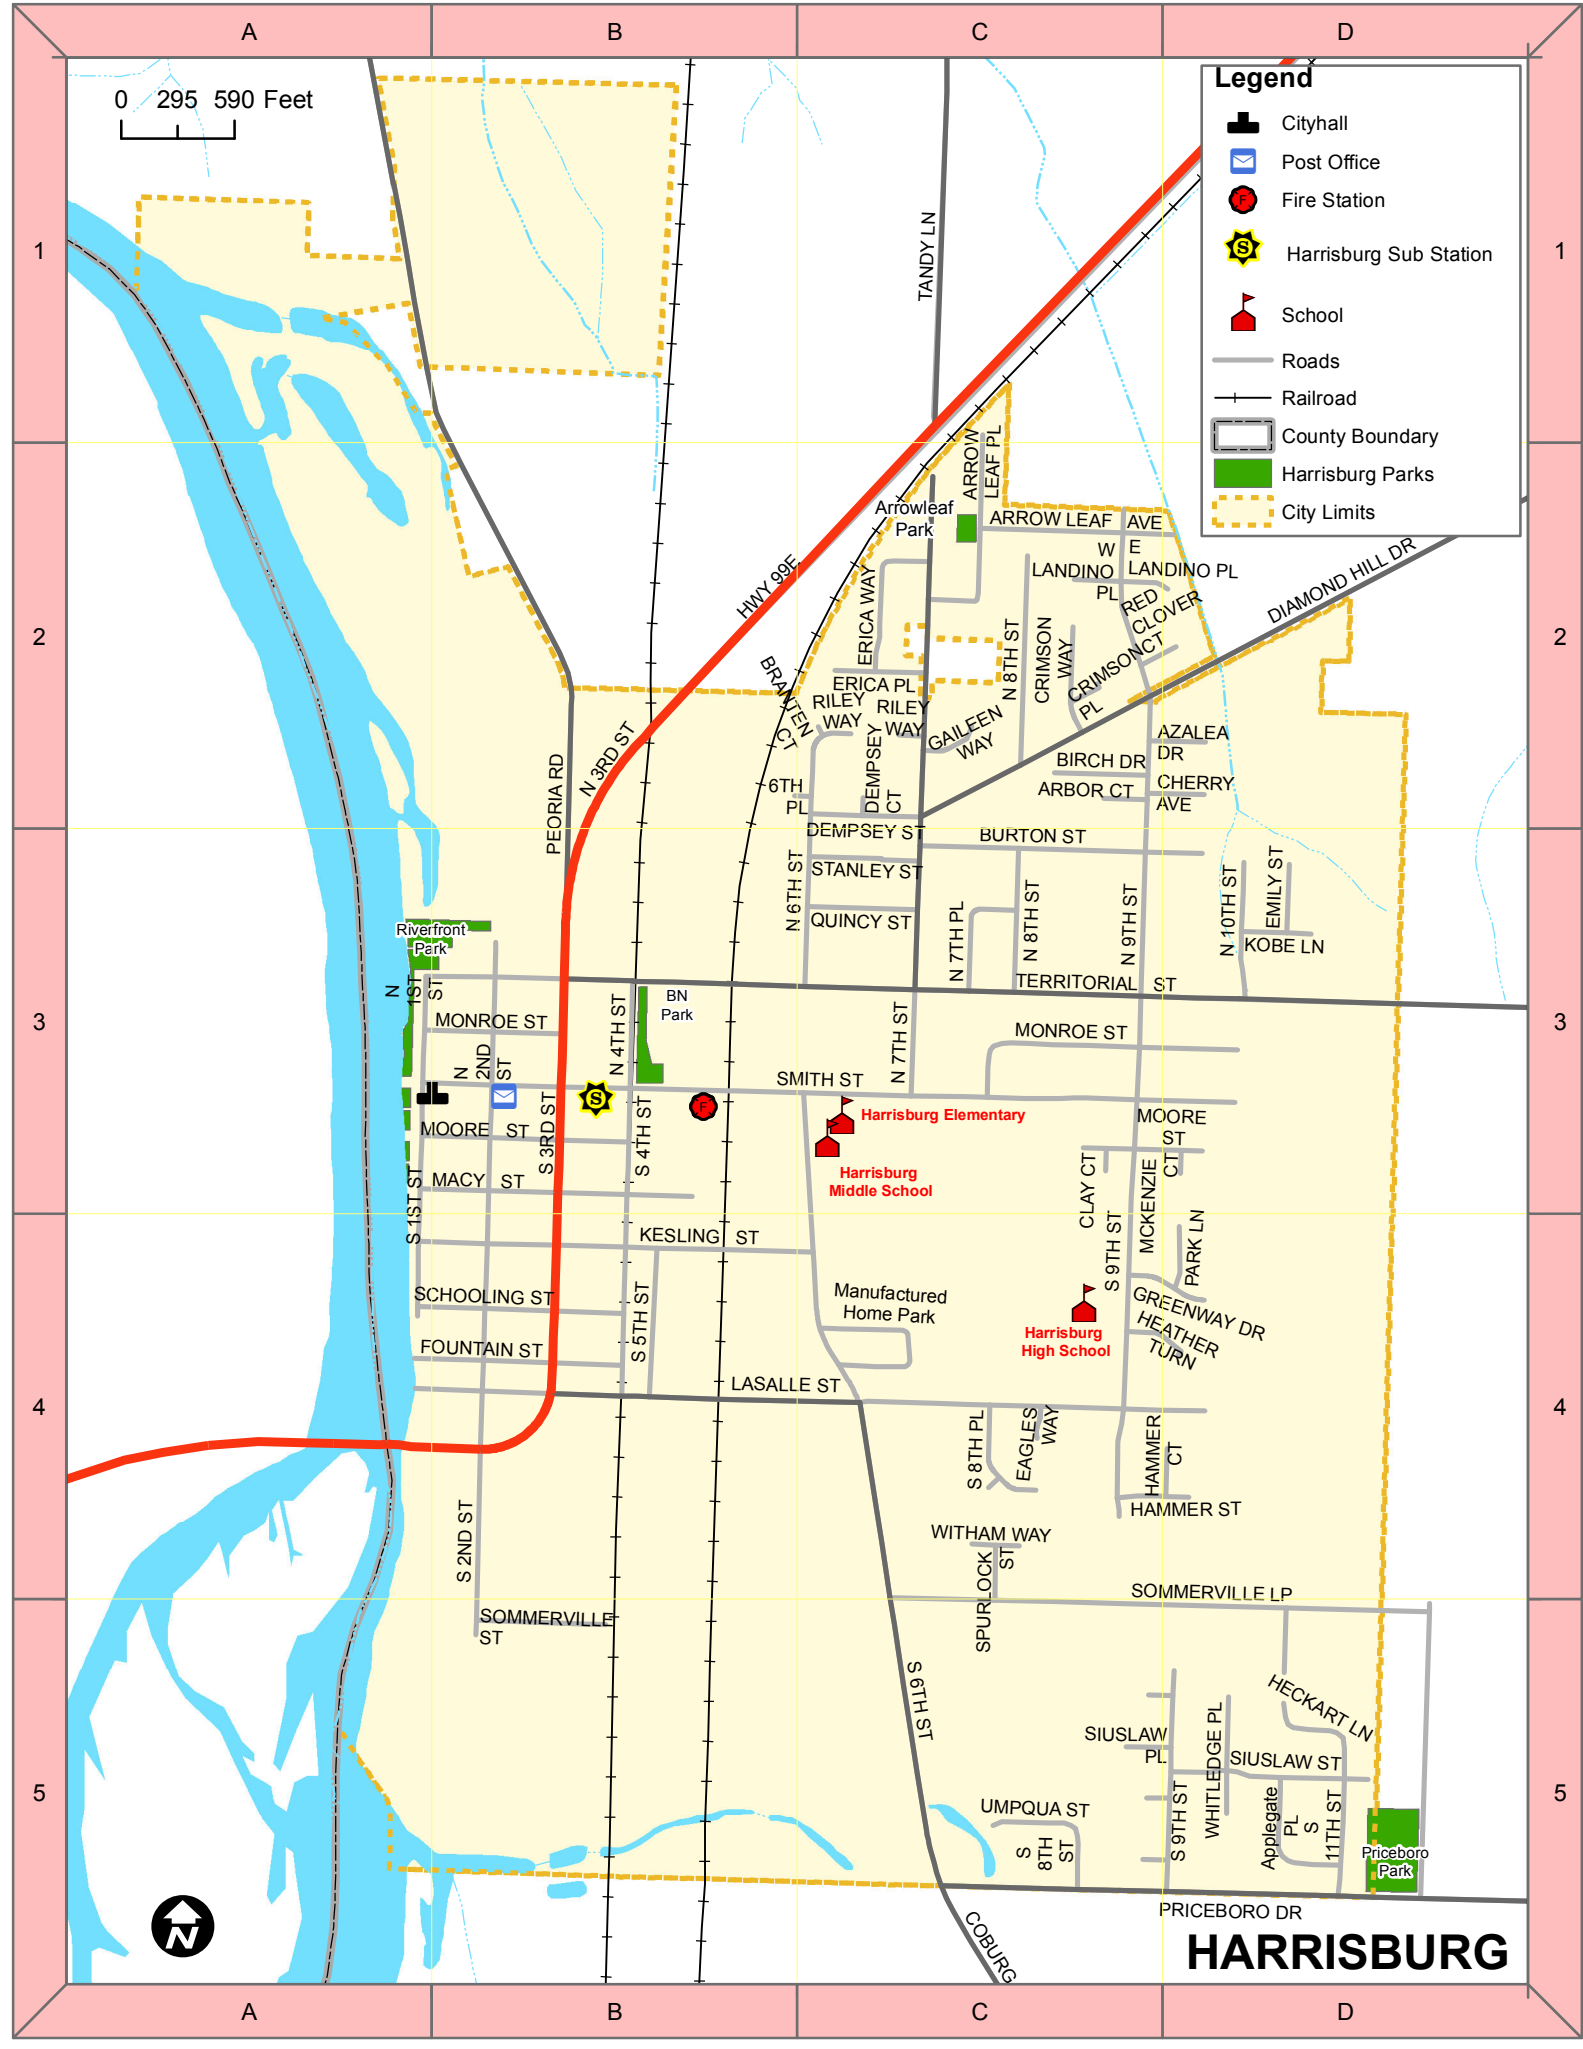 A
B
C
D
0 295 590 Feet
Legend
Cityhall
Post Office
F
Fire Station
S
Harrisburg Sub Station
School
Roads
Railroad
County Boundary
Harrisburg Parks
City Limits
1
1
TANDY LN
ARROW
LEAF PL
Arrowleaf
Park
ARROW LEAF AVE
W E
LANDINO
PL
LANDINO PL
RED
CLOVER
CT
DIAMOND HILL DR
HWY 99E
ERICA WAY
2
2
N 8TH ST
CRIMSON
WAY
CRIMSON
PL
BRANTEN
CT
ERICA PL
RILEY
WAY
RILEY
WAY
GAILEEN
WAY
N 3RD ST
PEORIA RD
DEMPSEY
CT
6TH
PL
AZALEA
DR
BIRCH DR
ARBOR CT
CHERRY
AVE
DEMPSEY ST
BURTON ST
STANLEY ST
N 6TH ST
QUINCY ST
N 7TH PL
N 8TH ST
N 9TH ST
N 10TH ST
EMILY ST
KOBE LN
Riverfront
Park
N
1ST
ST
TERRITORIAL ST
BN
Park
MONROE ST
N 4TH ST
N 7TH ST
MONROE ST
3
3
N
2ND
ST
SMITH ST
S
F
Harrisburg Elementary
MOORE
ST
MOORE ST
S 3RD ST
S 4TH ST
Harrisburg
Middle School
MACY ST
S 1ST ST
CLAY CT
MCKENZIE
CT
KESLING ST
S 9TH ST
PARK LN
SCHOOLING ST
Manufactured
Home Park
GREENWAY DR
HEATHER
TURN
Harrisburg
High School
S 5TH ST
FOUNTAIN ST
LASALLE ST
4
4
S 8TH PL
EAGLES
WAY
HAMMER
CT
HAMMER ST
S 2ND ST
WITHAM WAY
SPURLOCK
ST
SOMMERVILLE LP
SOMMERVILLE
ST
S 6TH ST
HECKART LN
SIUSLAW
PL
WHITLEDGE PL
SIUSLAW ST
5
5
UMPQUA ST
S
8TH
ST
S 9TH ST
Applegate
PL
S
11TH ST
Priceboro
Park
N
PRICEBORO DR
COBURG
HARRISBURG
A
B
C
D